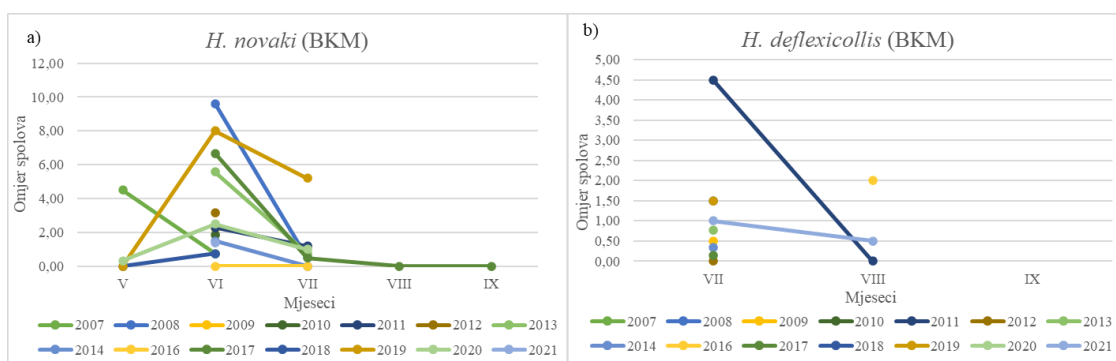 a)
H. novaki (BKM)
12,00
10,00
8,00
6,00
4,00
2,00
0,00
Omjer spolova
V VI VII VIII IX
Mjeseci
2007 2008 2009 2010 2011 2012 2013
2014 2016 2017 2018 2019 2020 2021
b)
H. deflexicollis (BKM)
5,00
4,50
4,00
3,50
3,00
2,50
2,00
1,50
1,00
0,50
0,00
Omjer spolova
VII VIII IX
Mjeseci
2007 2008 2009 2010 2011 2012 2013
2014 2016 2017 2018 2019 2020 2021